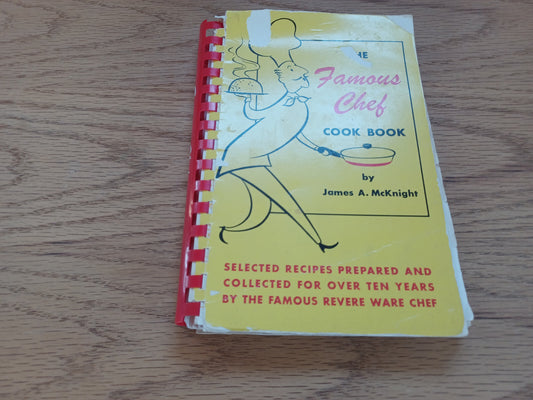 HE
Famous
Chef
COOK BOOK
by
James A. McKnight
SELECTED RECIPES PREPARED AND
COLLECTED FOR OVER TEN YEARS
BY THE FAMOUS REVERE WARE CHEF